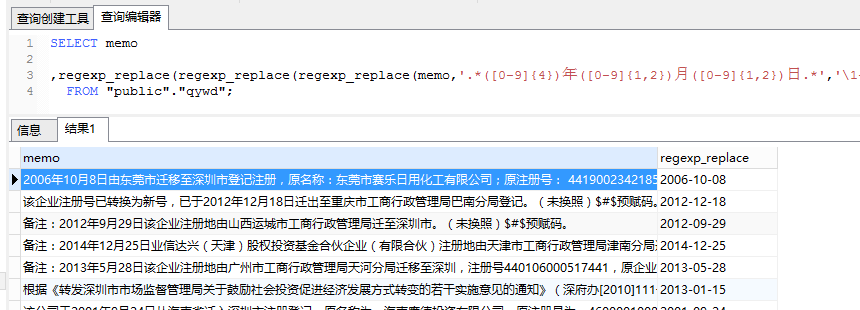 查询创建工具 查询编辑器
1 SELECT memo
2
3 ,regexp_replace(regexp_replace(regexp_replace(memo,'.*([0-9]{4})年([0-9]{1,2})月([0-9]{1,2})日.*','\1-
4 FROM "public"."qywd";
信息 结果1
memo regexp_replace
2006年10月8日由东莞市迁移至深圳市登记注册，原名称：东莞市赛乐日用化工有限公司；原注册号： 4419002342185 2006-10-08
该企业注册号已转换为新号，已于2012年12月18日迁出至重庆市工商行政管理局巴南分局登记。（未换照）$#$预赋码。 2012-12-18
备注：2012年9月29日该企业注册地由山西运城市工商行政管理局迁至深圳市。（未换照）$#$预赋码。 2012-09-29
备注：2014年12月25日业信达兴（天津）股权投资基金合伙企业（有限合伙）注册地由天津市工商行政管理局津南分局 2014-12-25
备注：2013年5月28日该企业注册地由广州市工商行政管理局天河分局迁移至深圳，注册号440106000517441，原企业 2013-05-28
根据《转发深圳市市场监督管理局关于鼓励社会投资促进经济发展方式转变的若干实施意见的通知》（深府办[2010]111 2013-01-15